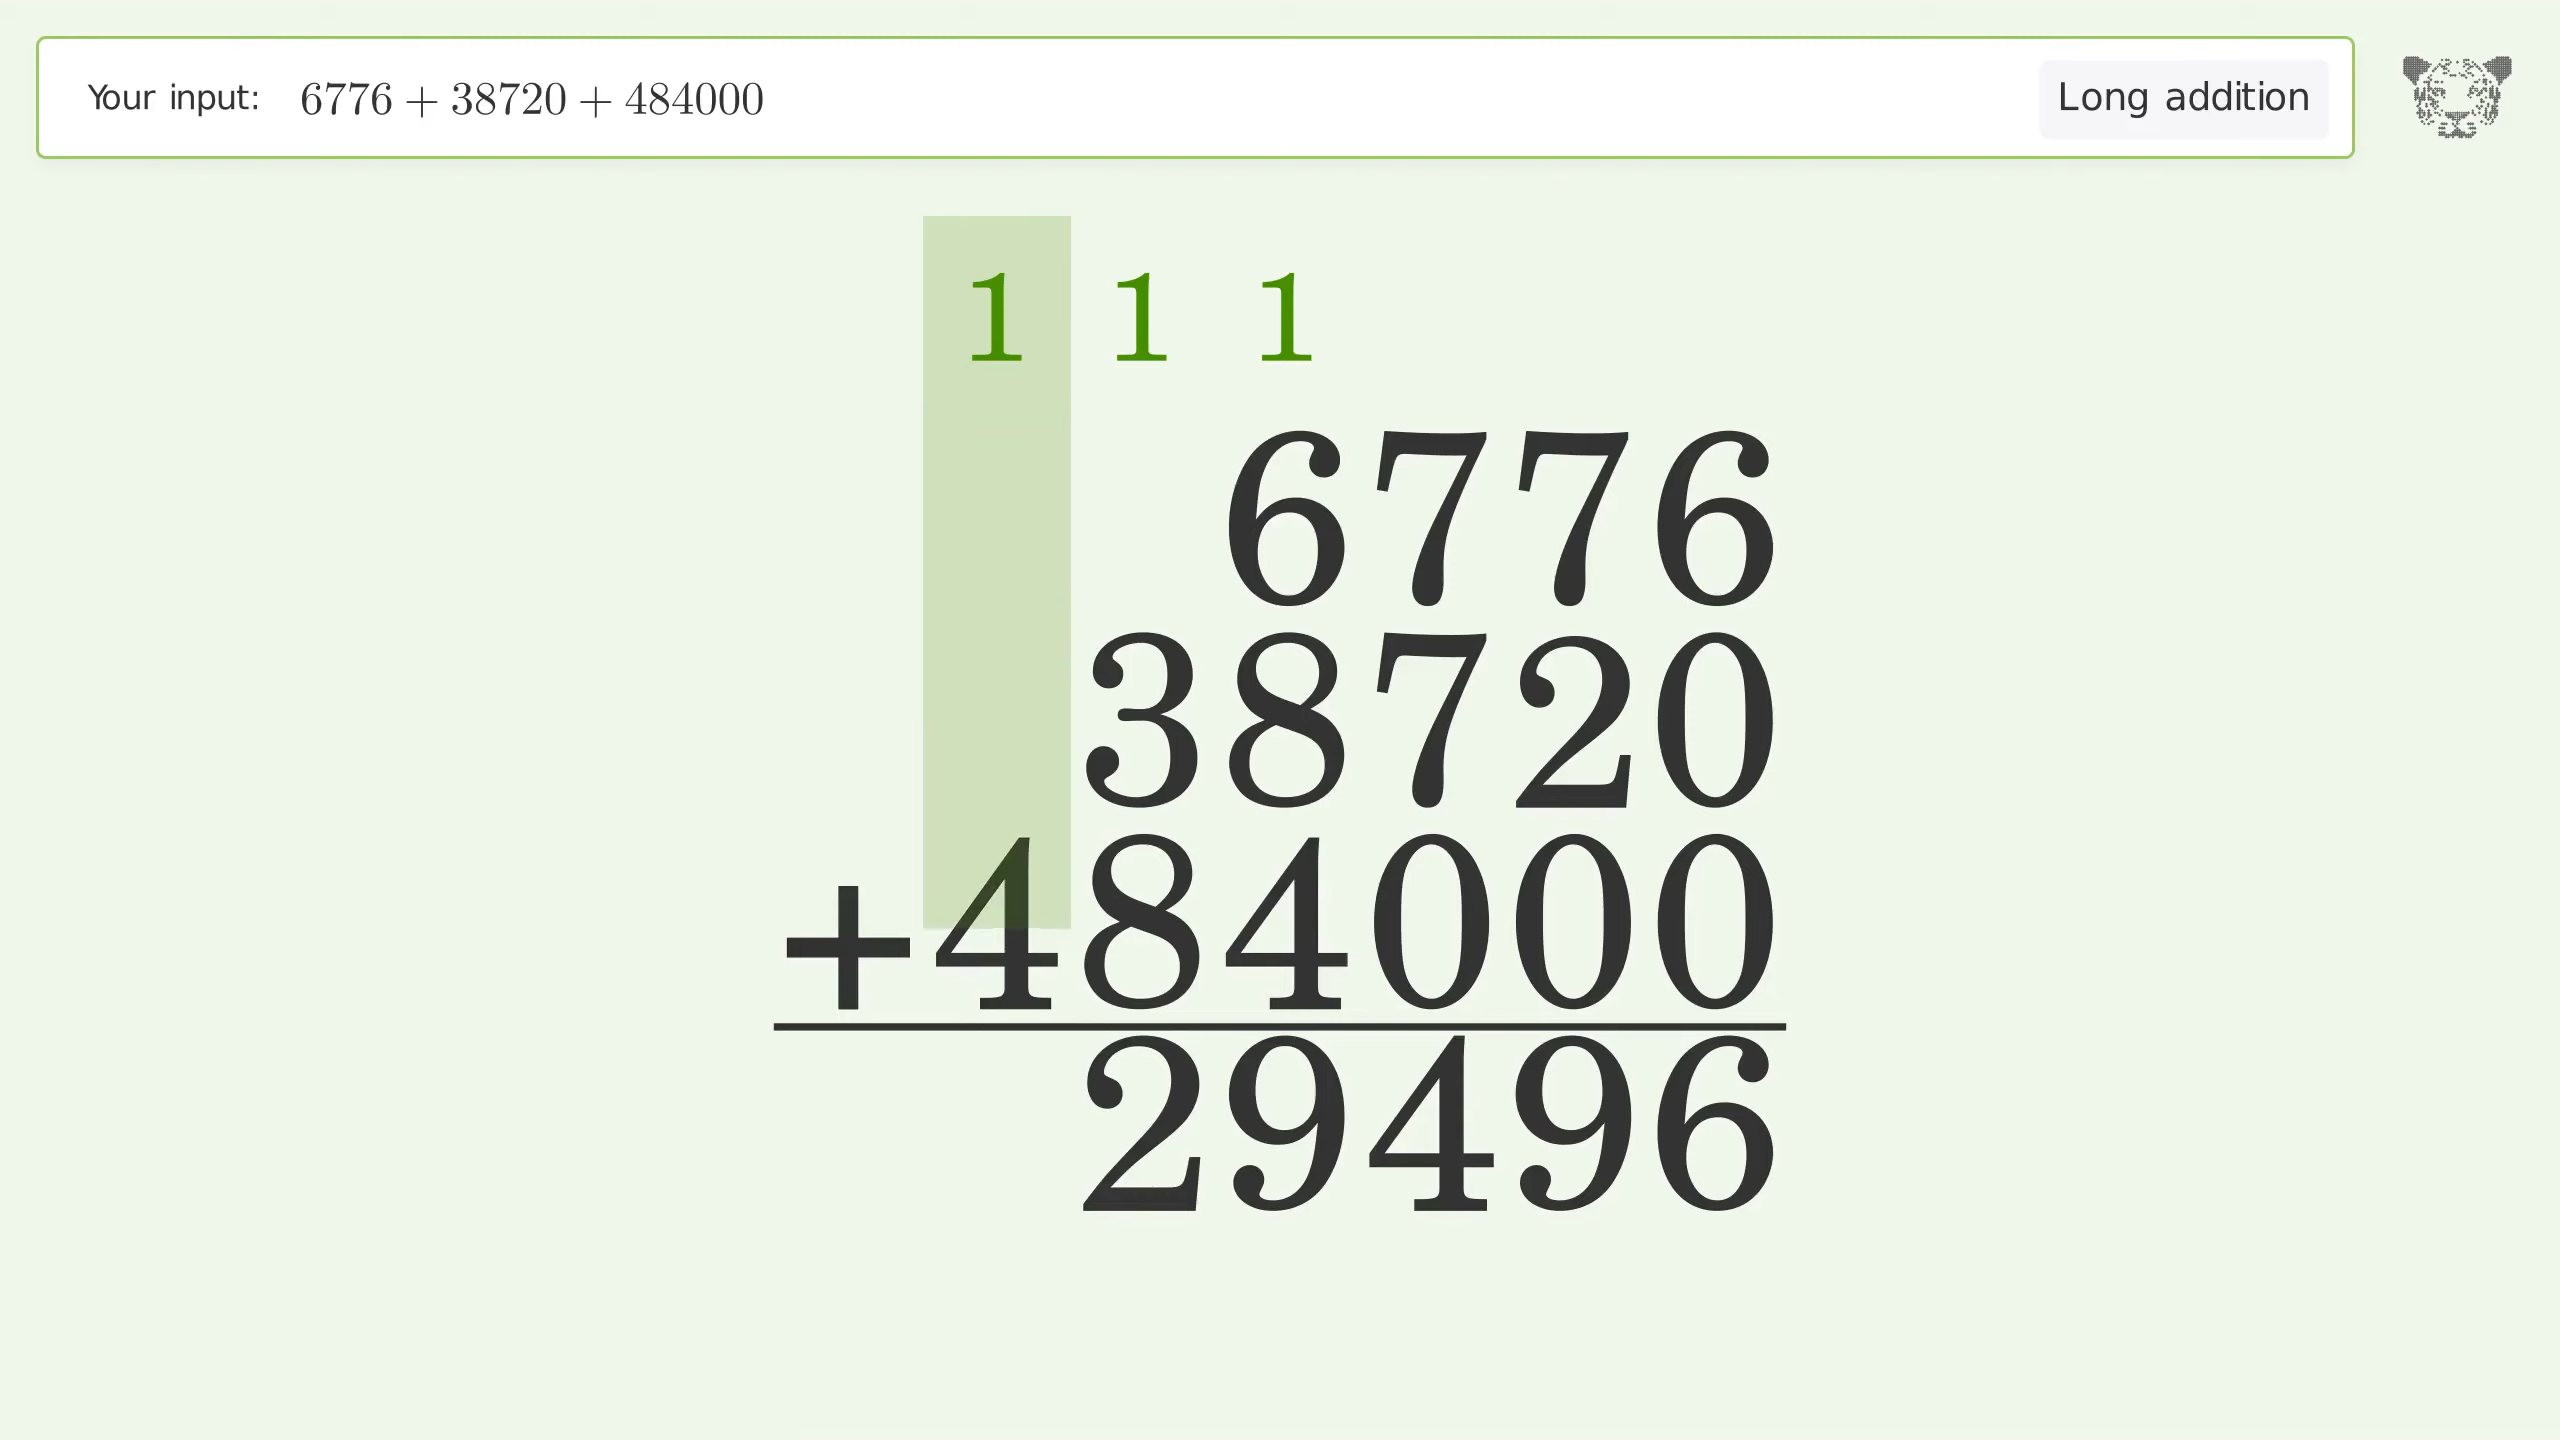 Your input: 6776 + 38720 + 484000
Long addition
1 1 1
6776
38720
+484000
29496